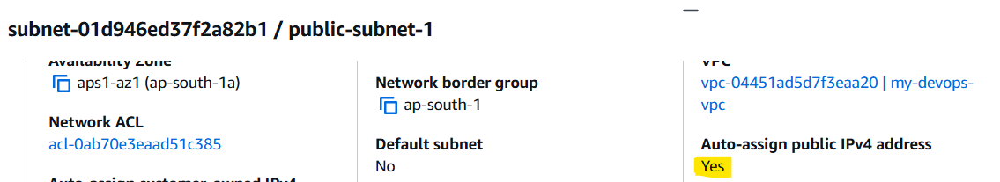 subnet-01d946ed37f2a82b1 / public-subnet-1
Availability Zone
aps1-az1 (ap-south-1a)
Network ACL
acl-0ab70e3eaad51c385
Auto-assign customer-owned IPv4
Network border group
ap-south-1
Default subnet
No
VPC
vpc-04451ad5d7f3eaa20 | my-devops-
vpc
Auto-assign public IPv4 address
Yes